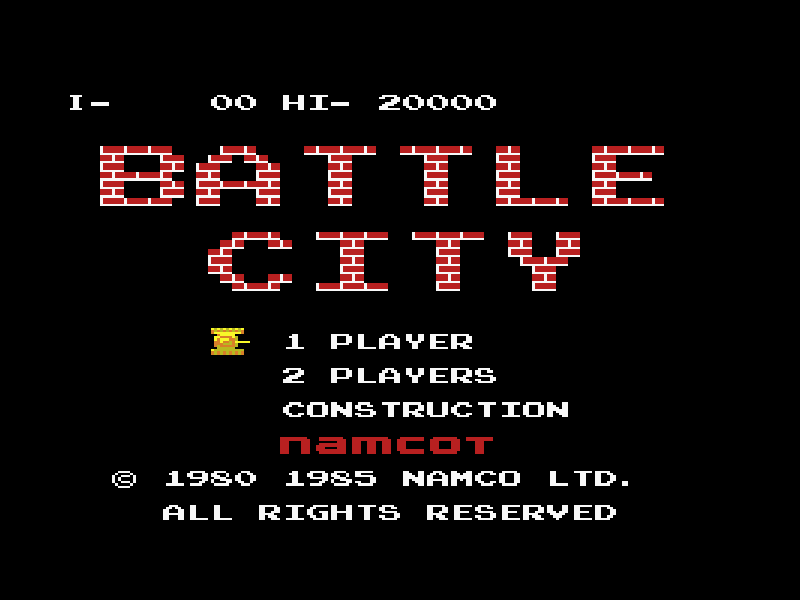 I- 00 HI- 20000
BATTLE
CITY
1 PLAYER
2 PLAYERS
CONSTRUCTION
namcot
© 1980 1985 NAMCO LTD.
ALL RIGHTS RESERVED